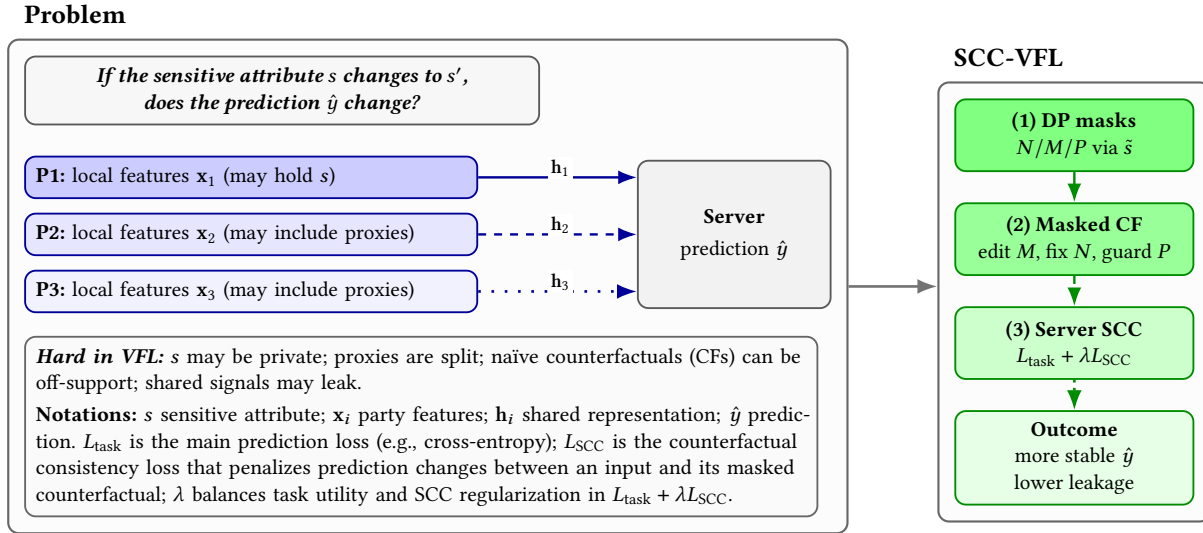 Problem
If the sensitive attribute s changes to s′,
does the prediction ŷ change?
P1: local features x₁ (may hold s)
h₁
P2: local features x₂ (may include proxies)
h₂
P3: local features x₃ (may include proxies)
h₃
Server
prediction ŷ
Hard in VFL: s may be private; proxies are split; naïve counterfactuals (CFs) can be
off-support; shared signals may leak.
Notations: s sensitive attribute; xᵢ party features; hᵢ shared representation; ŷ predic-
tion. L_task is the main prediction loss (e.g., cross-entropy); L_SCC is the counterfactual
consistency loss that penalizes prediction changes between an input and its masked
counterfactual; λ balances task utility and SCC regularization in L_task + λL_SCC.
SCC-VFL
(1) DP masks
N/M/P via s̃
(2) Masked CF
edit M, fix N, guard P
(3) Server SCC
L_task + λL_SCC
Outcome
more stable ŷ
lower leakage